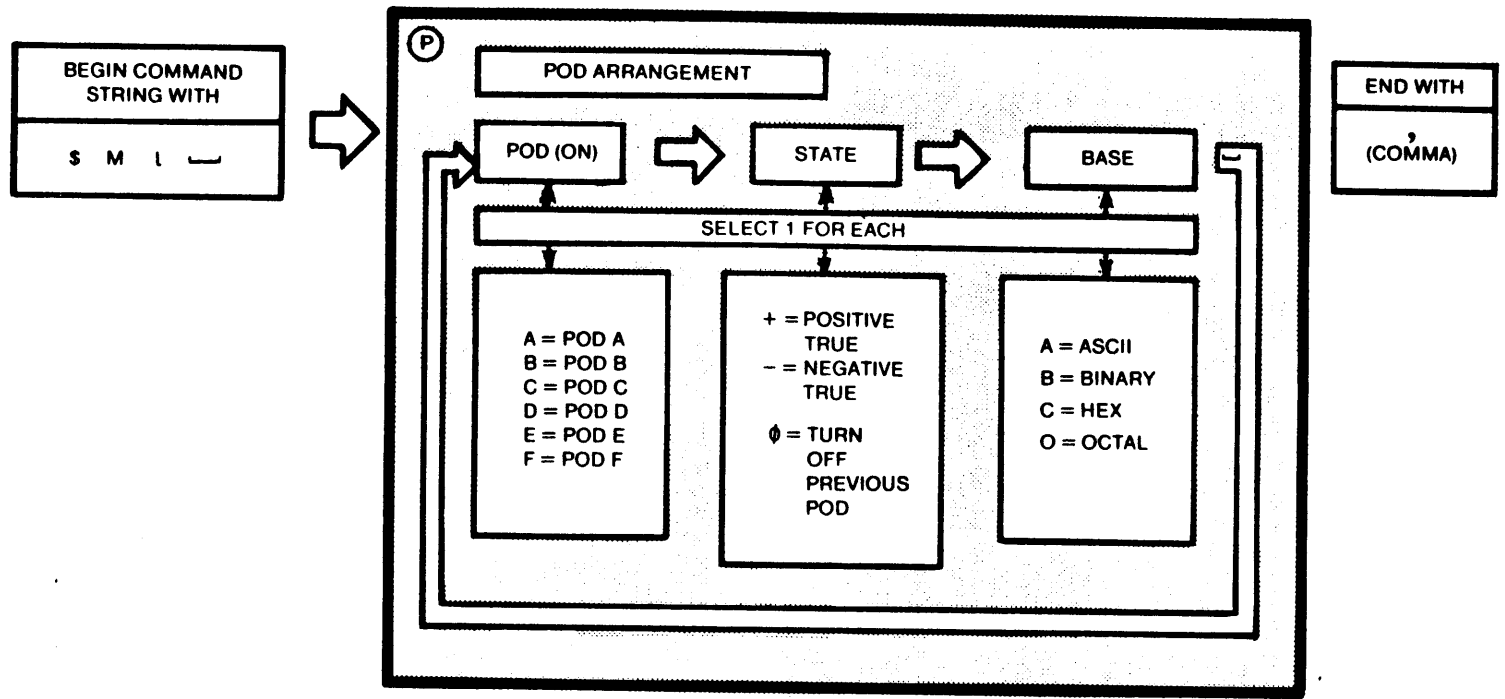 BEGIN COMMAND
STRING WITH
$ M l ⎵
P
POD ARRANGEMENT
POD (ON)
STATE
BASE
⎵
SELECT 1 FOR EACH
A = POD A
B = POD B
C = POD C
D = POD D
E = POD E
F = POD F
+ = POSITIVE
TRUE
− = NEGATIVE
TRUE
0̸ = TURN
OFF
PREVIOUS
POD
A = ASCII
B = BINARY
C = HEX
O = OCTAL
END WITH
,
(COMMA)